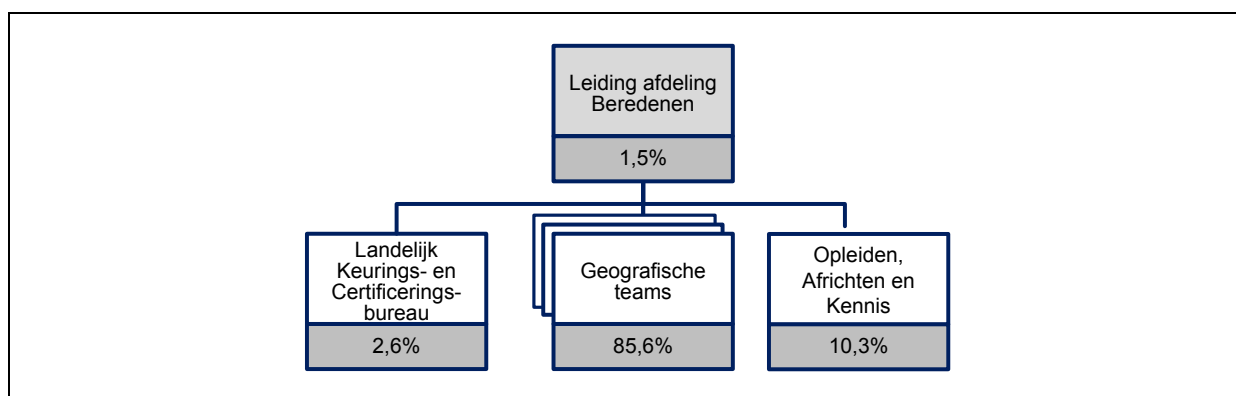 Leiding afdeling
Beredenen
1,5%
Landelijk
Keurings- en
Certificerings-
bureau
2,6%
Geografische
teams
85,6%
Opleiden,
Africhten en
Kennis
10,3%